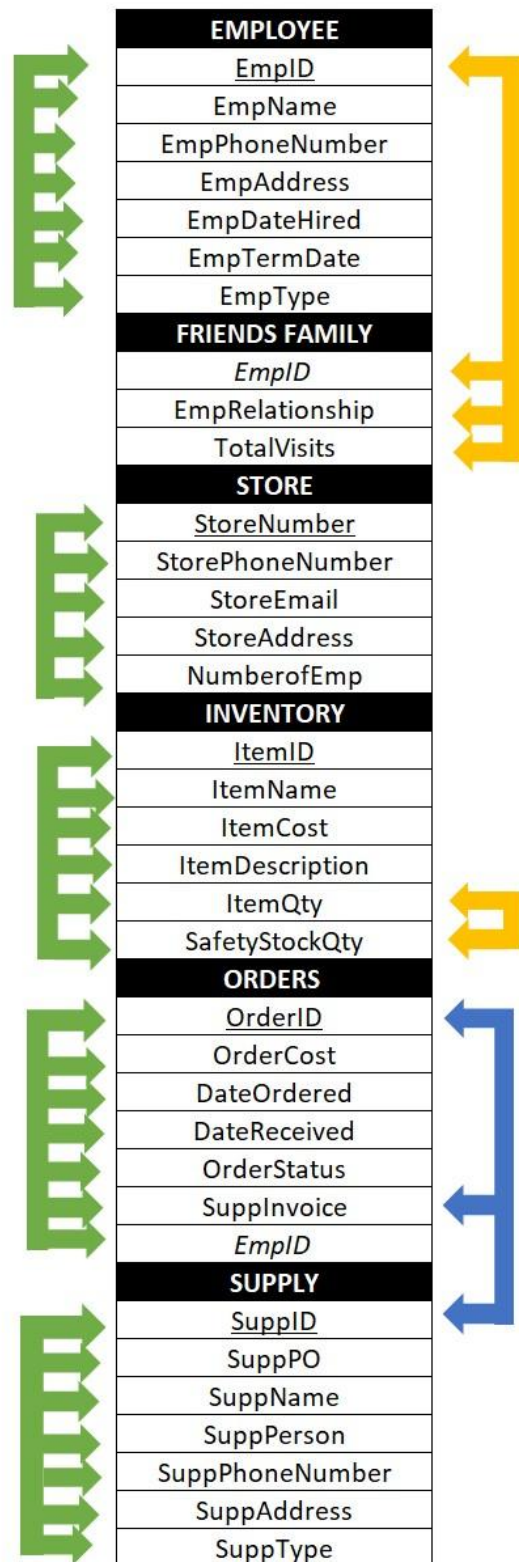 EMPLOYEE
EmpID
EmpName
EmpPhoneNumber
EmpAddress
EmpDateHired
EmpTermDate
EmpType
FRIENDS FAMILY
EmpID
EmpRelationship
TotalVisits
STORE
StoreNumber
StorePhoneNumber
StoreEmail
StoreAddress
NumberofEmp
INVENTORY
ItemID
ItemName
ItemCost
ItemDescription
ItemQty
SafetyStockQty
ORDERS
OrderID
OrderCost
DateOrdered
DateReceived
OrderStatus
SuppInvoice
EmpID
SUPPLY
SuppID
SuppPO
SuppName
SuppPerson
SuppPhoneNumber
SuppAddress
SuppType